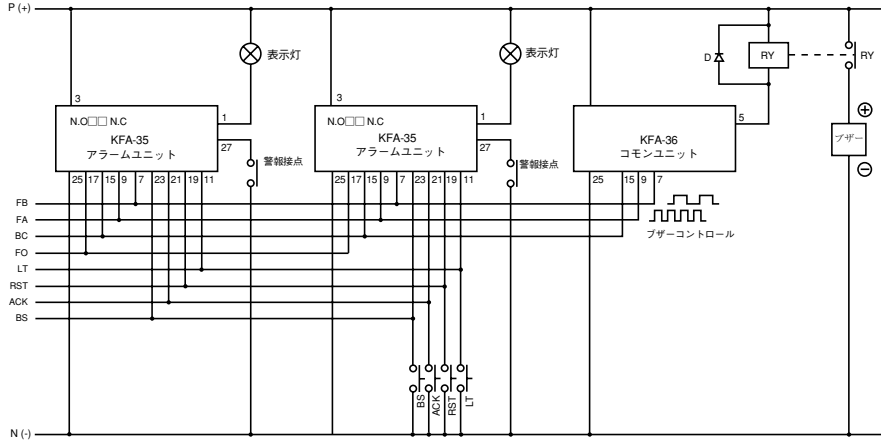 P (+)
表示灯
表示灯
D
RY
RY
3
3
N.O□□ N.C
1
N.O□□ N.C
1
5
KFA-35
アラームユニット
27
KFA-35
アラームユニット
27
KFA-36
コモンユニット
ブザー
警報接点
警報接点
25 17 15 9 7 23 21 19 11
25 17 15 9 7 23 21 19 11
25 15 9 7
FB
FA
BC
ブザーコントロール
FO
LT
RST
ACK
BS
BS
ACK
RST
LT
N (-)